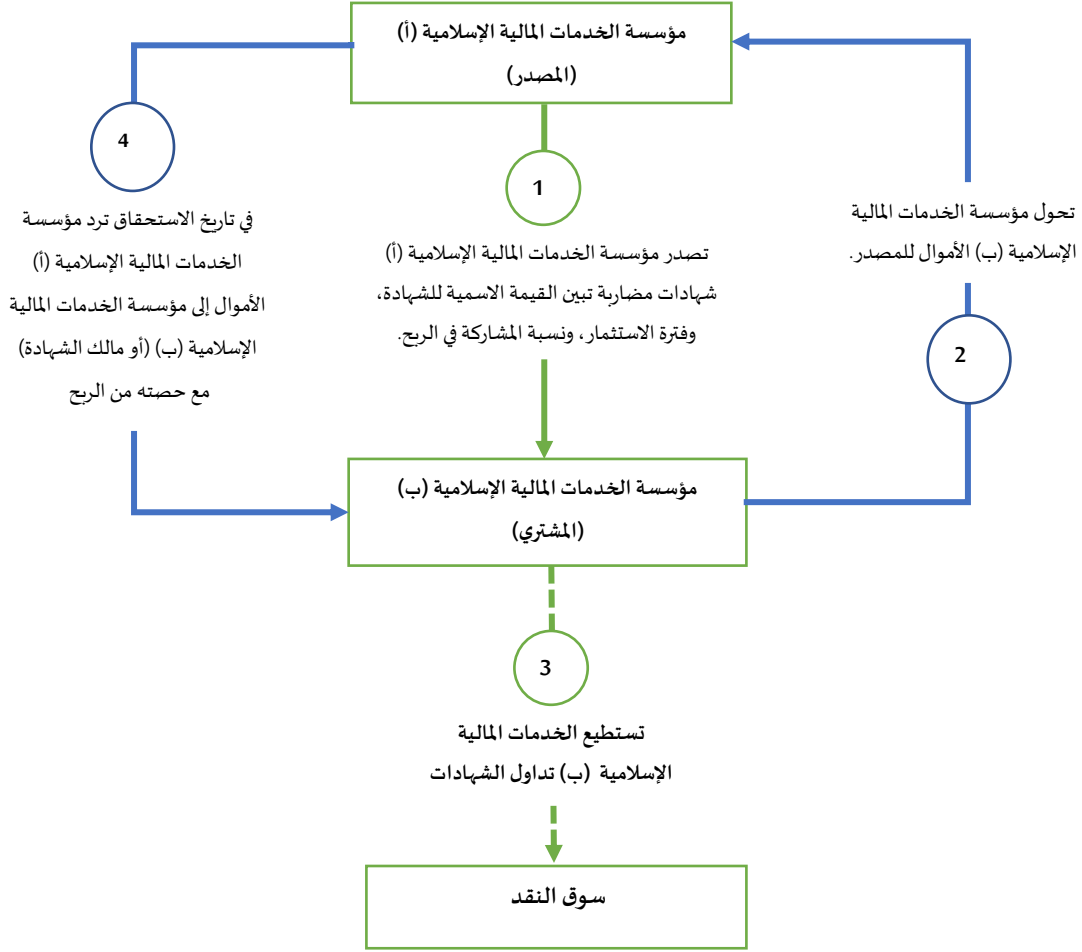 مؤسسة الخدمات المالية الإسلامية (أ)
(المصدر)
1
تصدر مؤسسة الخدمات المالية الإسلامية (أ)
شهادات مضاربة تبين القيمة الاسمية للشهادة،
وفترة الاستثمار، ونسبة المشاركة في الربح.
تحول مؤسسة الخدمات المالية
الإسلامية (ب) الأموال للمصدر.
2
4
في تاريخ الاستحقاق ترد مؤسسة
الخدمات المالية الإسلامية (أ)
الأموال إلى مؤسسة الخدمات المالية
الإسلامية (ب) (أو مالك الشهادة)
مع حصته من الربح
مؤسسة الخدمات المالية الإسلامية (ب)
(المشتري)
3
تستطيع الخدمات المالية
الإسلامية (ب) تداول الشهادات
سوق النقد